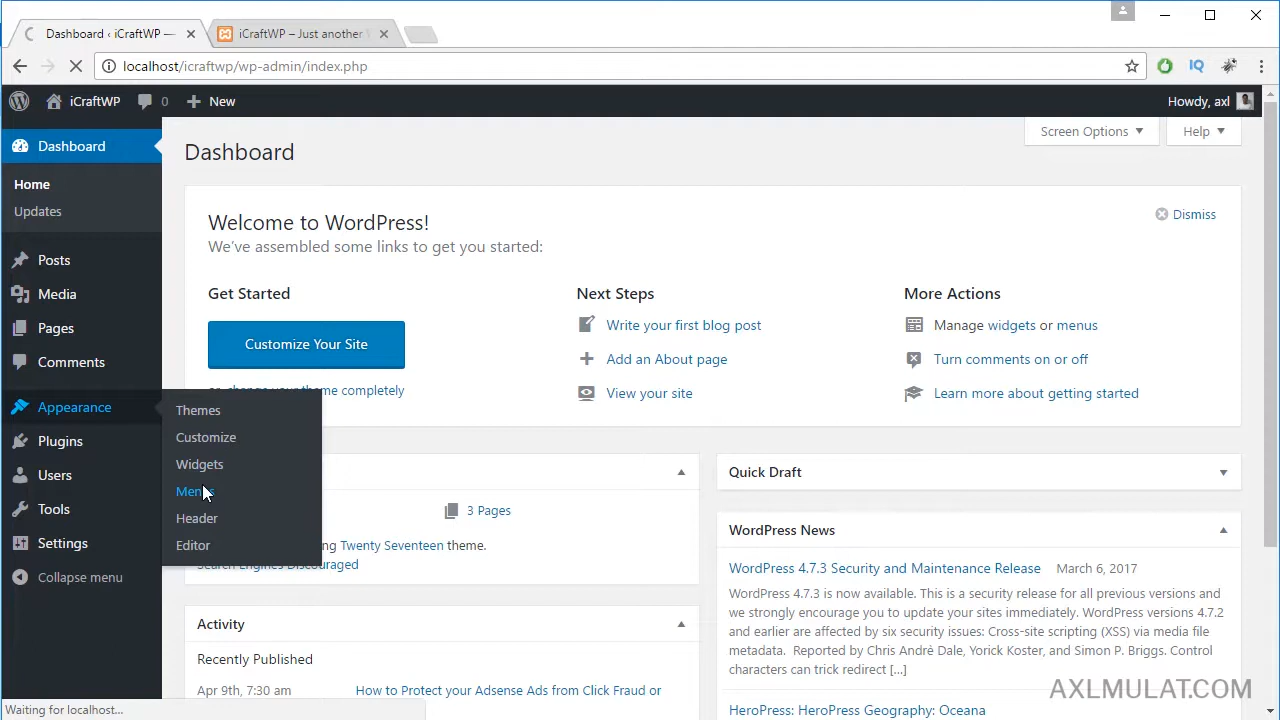 Dashboard ‹ iCraftWP —
iCraftWP – Just another
localhost/icraftwp/wp-admin/index.php
IQ
iCraftWP
0
New
Howdy, axl
Dashboard
Home
Updates
Posts
Media
Pages
Comments
Appearance
Plugins
Users
Tools
Settings
Collapse menu
Themes
Customize
Widgets
Menus
Header
Editor
Screen Options
Help
Dashboard
Welcome to WordPress!
We've assembled some links to get you started:
Dismiss
Get Started
Customize Your Site
or, change your theme completely
Next Steps
Write your first blog post
Add an About page
View your site
More Actions
Manage widgets or menus
Turn comments on or off
Learn more about getting started
3 Pages
Twenty Seventeen theme.
Search Engines Discouraged
Activity
Recently Published
Apr 9th, 7:30 am
How to Protect your Adsense Ads from Click Fraud or
Quick Draft
WordPress News
WordPress 4.7.3 Security and Maintenance Release March 6, 2017
WordPress 4.7.3 is now available. This is a security release for all previous versions and
we strongly encourage you to update your sites immediately. WordPress versions 4.7.2
and earlier are affected by six security issues: Cross-site scripting (XSS) via media file
metadata. Reported by Chris André Dale, Yorick Koster, and Simon P. Briggs. Control
characters can trick redirect [...]
HeroPress: HeroPress Geography: Oceana
AXLMULAT.COM
Waiting for localhost...